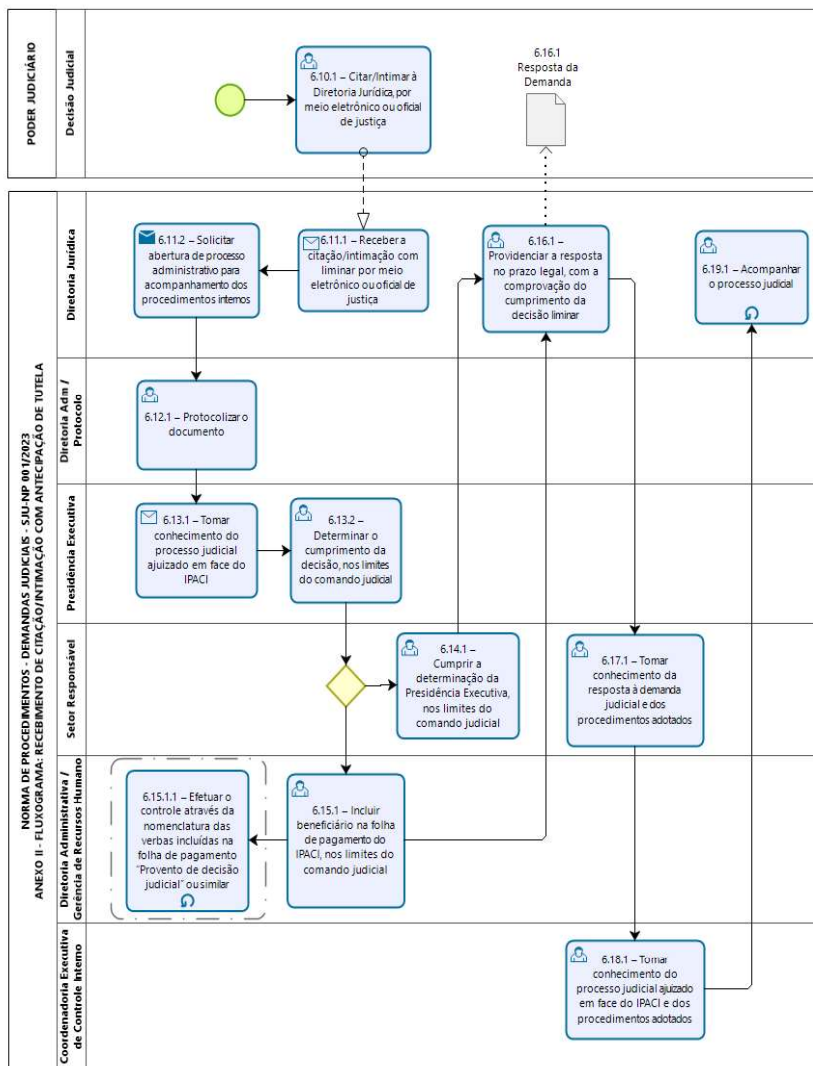 PODER JUDICIÁRIO
Decisão Judicial
6.10.1 – Citar/Intimar à
Diretoria Jurídica, por
meio eletrônico ou oficial
de justiça
6.16.1
Resposta da
Demanda
NORMA DE PROCEDIMENTOS - DEMANDAS JUDICIAIS - SJU-NP 001/2023
ANEXO II - FLUXOGRAMA: RECEBIMENTO DE CITAÇÃO/INTIMAÇÃO COM ANTECIPAÇÃO DE TUTELA
Diretoria Jurídica
6.11.2 – Solicitar
abertura de processo
administrativo para
acompanhamento dos
procedimentos internos
6.11.1 – Receber a
citação/intimação com
liminar por meio
eletrônico ou oficial de
justiça
6.16.1 –
Providenciar a resposta
no prazo legal, com a
comprovação do
cumprimento da
decisão liminar
6.19.1 – Acompanhar
o processo judicial
Diretoria Adm /
Protocolo
6.12.1 – Protocolizar o
documento
Presidência Executiva
6.13.1 – Tomar
conhecimento do
processo judicial
ajuizado em face do
IPACI
6.13.2 –
Determinar o
cumprimento da
decisão, nos limites
do comando judicial
Setor Responsável
6.14.1 –
Cumprir a
determinação da
Presidência Executiva,
nos limites do
comando judicial
6.17.1 – Tomar
conhecimento da
resposta à demanda
judicial e dos
procedimentos adotados
Diretoria Administrativa /
Gerência de Recursos Humano
6.15.1.1 – Efetuar o
controle através da
nomenclatura das
verbas incluídas na
folha de pagamento
"Provento de decisão
judicial" ou similar
6.15.1 – Incluir
beneficiário na folha
de pagamento do
IPACI, nos limites do
comando judicial
Coordenadoria Executiva
de Controle Interno
6.18.1 – Tomar
conhecimento do
processo judicial ajuizado
em face do IPACI e dos
procedimentos adotados